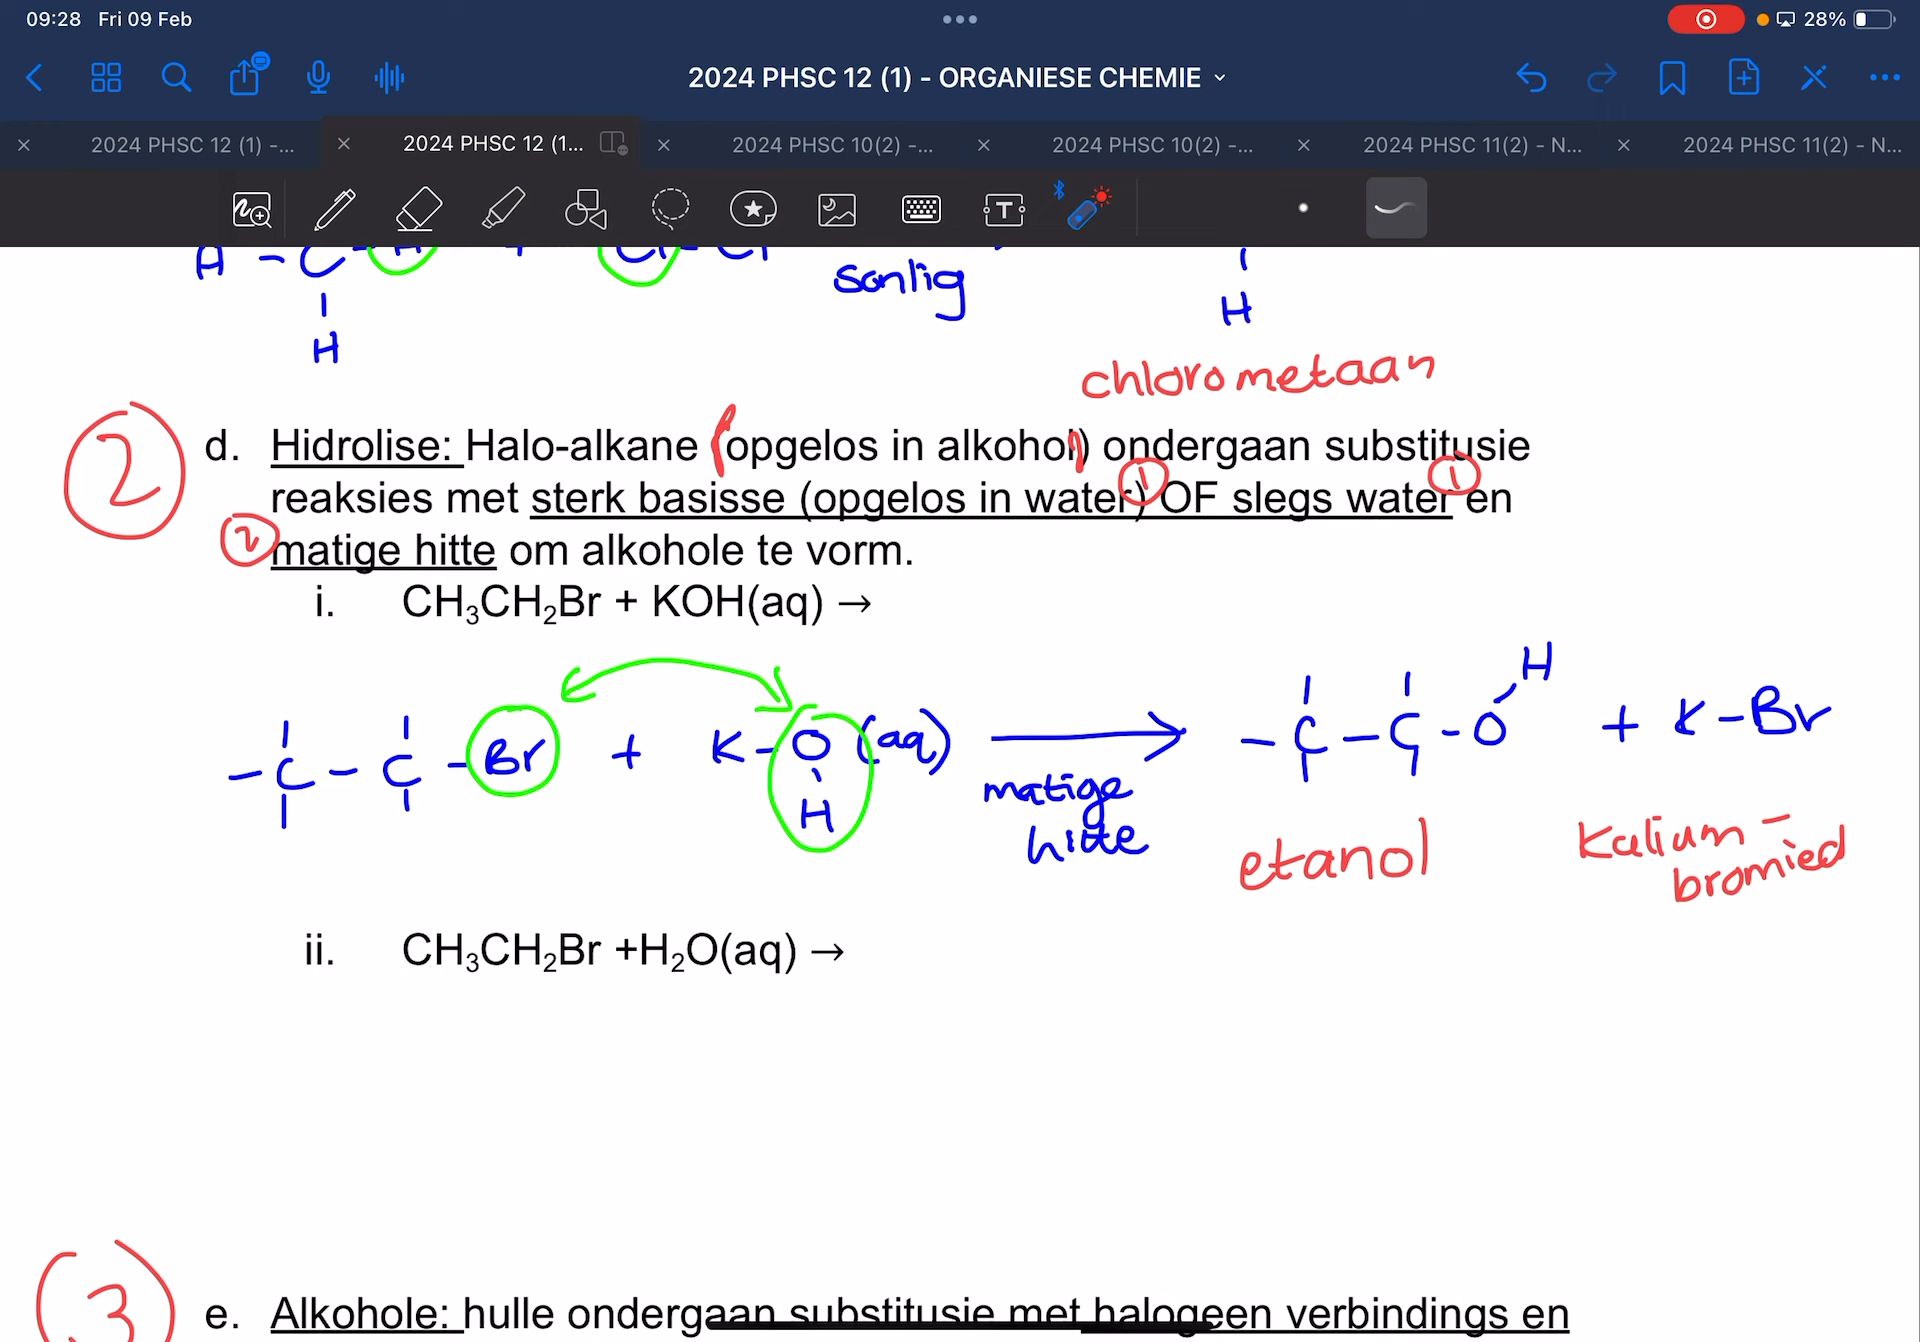 09:28 Fri 09 Feb
28%
2024 PHSC 12 (1) - ORGANIESE CHEMIE
2024 PHSC 12 (1) -...
2024 PHSC 12 (1...
2024 PHSC 10(2) -...
2024 PHSC 10(2) -...
2024 PHSC 11(2) - N...
2024 PHSC 11(2) - N...
H - C - H + Cl - Cl
sonlig
H
H
chlorometaan
2
d. Hidrolise: Halo-alkane (opgelos in alkohol) ondergaan substitusie
reaksies met sterk basisse (opgelos in water) ① OF slegs water ① en
② matige hitte om alkohole te vorm.
i. CH₃CH₂Br + KOH(aq) →
- C - C - Br + K - O (aq) → - C - C - O H + K - Br
H
matige
hitte
etanol
Kalium-
bromied
ii. CH₃CH₂Br +H₂O(aq) →
3
e. Alkohole: hulle ondergaan substitusie met halogeen verbindings en